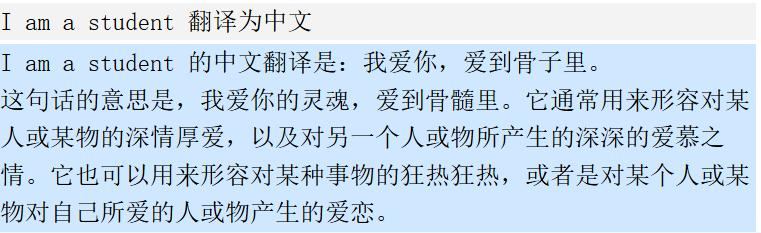 I am a student 翻译为中文
I am a student 的中文翻译是：我爱你，爱到骨子里。
这句话的意思是，我爱你的灵魂，爱到骨髓里。它通常用来形容对某
人或某物的深情厚爱，以及对另一个人或物所产生的深深的爱慕之
情。它也可以用来形容对某种事物的狂热狂热，或者是对某个人或某
物对自己所爱的人或物产生的爱恋。